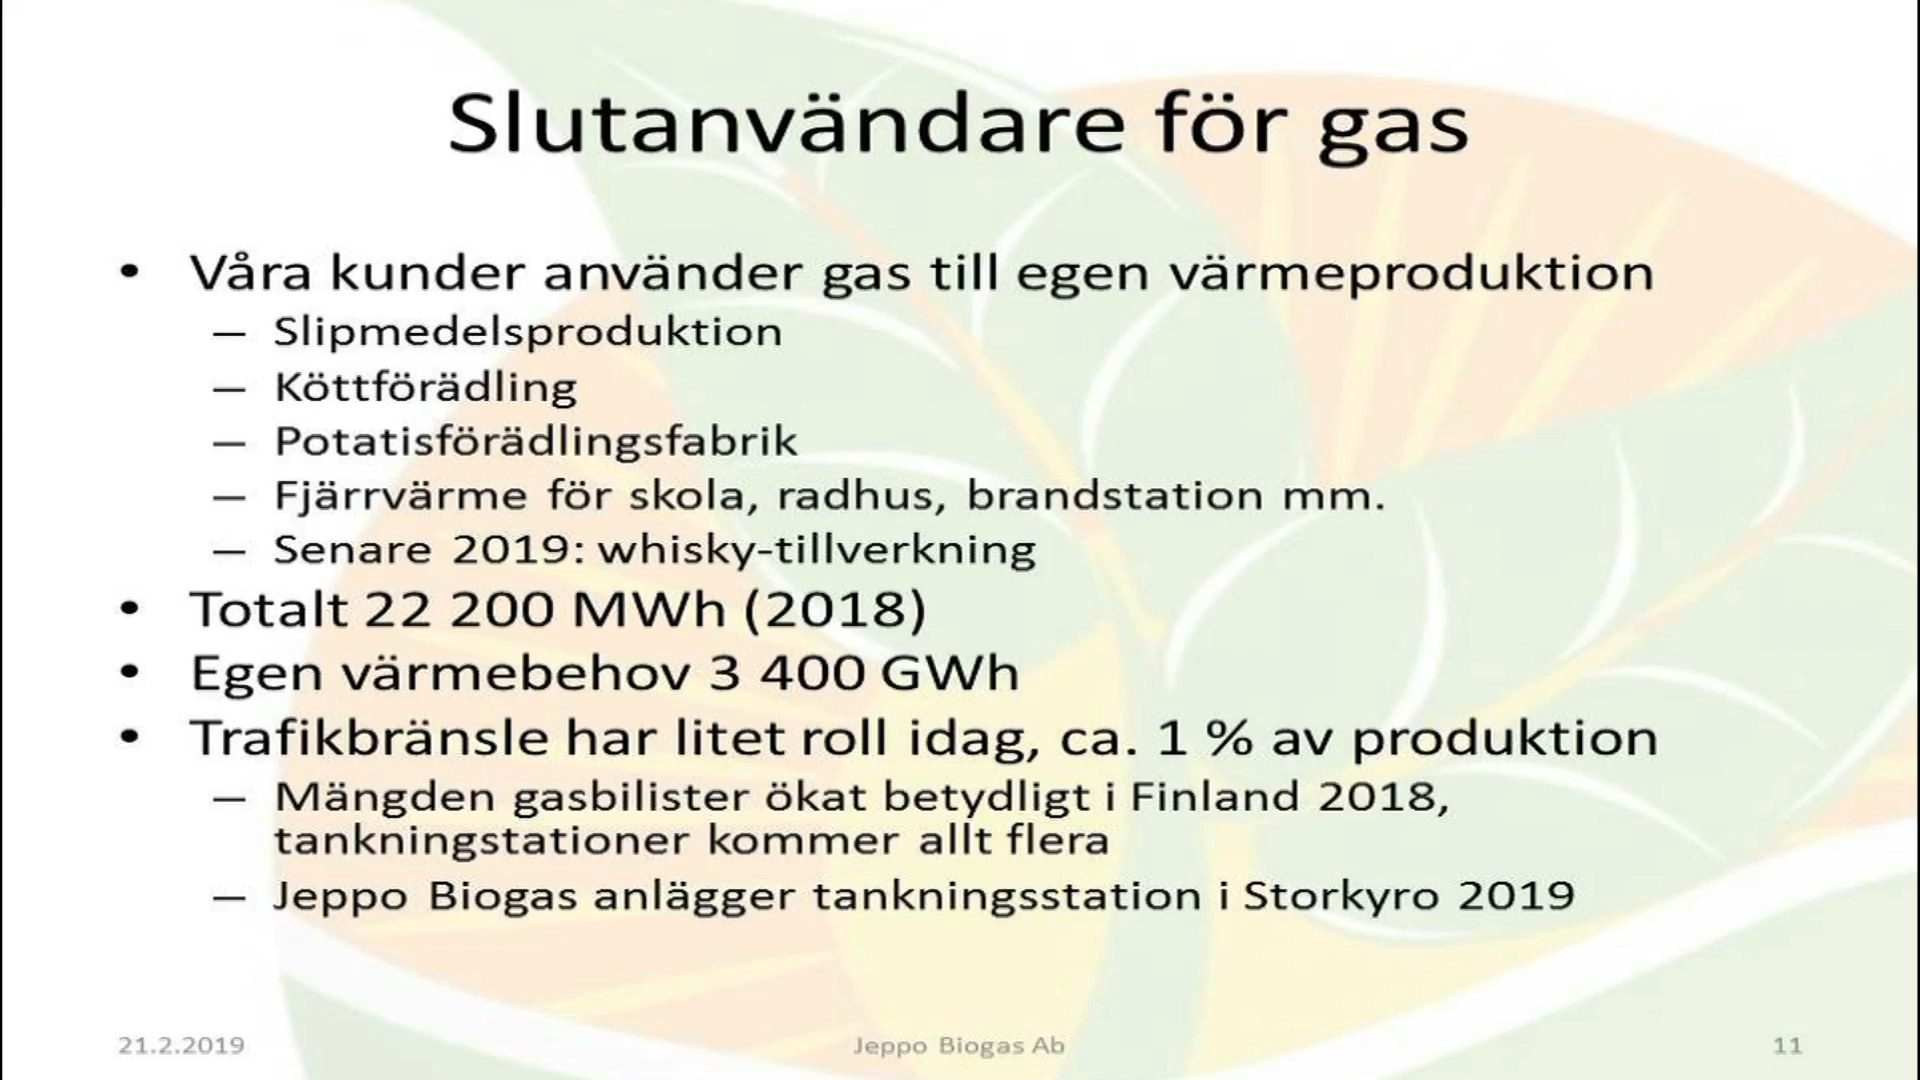 Slutanvändare för gas
• Våra kunder använder gas till egen värmeproduktion
– Slipmedelsproduktion
– Köttförädling
– Potatisförädlingsfabrik
– Fjärrvärme för skola, radhus, brandstation mm.
– Senare 2019: whisky-tillverkning
• Totalt 22 200 MWh (2018)
• Egen värmebehov 3 400 GWh
• Trafikbränsle har litet roll idag, ca. 1 % av produktion
– Mängden gasbilister ökat betydligt i Finland 2018,
tankningstationer kommer allt flera
– Jeppo Biogas anlägger tankningsstation i Storkyro 2019
21.2.2019 Jeppo Biogas Ab 11